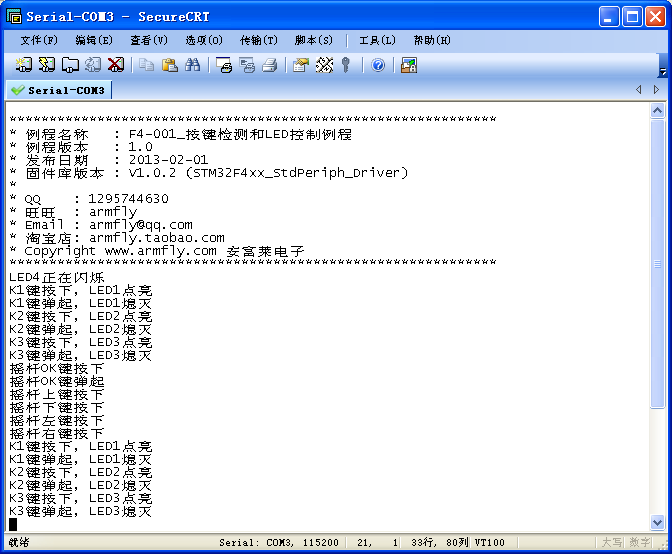 Serial-COM3 - SecureCRT
文件(F) 编辑(E) 查看(V) 选项(O) 传输(T) 脚本(S) 工具(L) 帮助(H)
Serial-COM3
*************************************************************
* 例程名称   : F4-001_按键检测和LED控制例程
* 例程版本   : 1.0
* 发布日期   : 2013-02-01
* 固件库版本 : V1.0.2 (STM32F4xx_StdPeriph_Driver)
*
* QQ    : 1295744630
* 旺旺  : armfly
* Email : armfly@qq.com
* 淘宝店: armfly.taobao.com
* Copyright www.armfly.com 安富莱电子
*************************************************************
LED4正在闪烁
K1键按下, LED1点亮
K1键弹起, LED1熄灭
K2键按下, LED2点亮
K2键弹起, LED2熄灭
K3键按下, LED3点亮
K3键弹起, LED3熄灭
摇杆OK键按下
摇杆OK键弹起
摇杆上键按下
摇杆下键按下
摇杆左键按下
摇杆右键按下
K1键按下, LED1点亮
K1键弹起, LED1熄灭
K2键按下, LED2点亮
K2键弹起, LED2熄灭
K3键按下, LED3点亮
K3键弹起, LED3熄灭
就绪 Serial: COM3, 115200 21, 1 33行, 80列 VT100 大写 数字